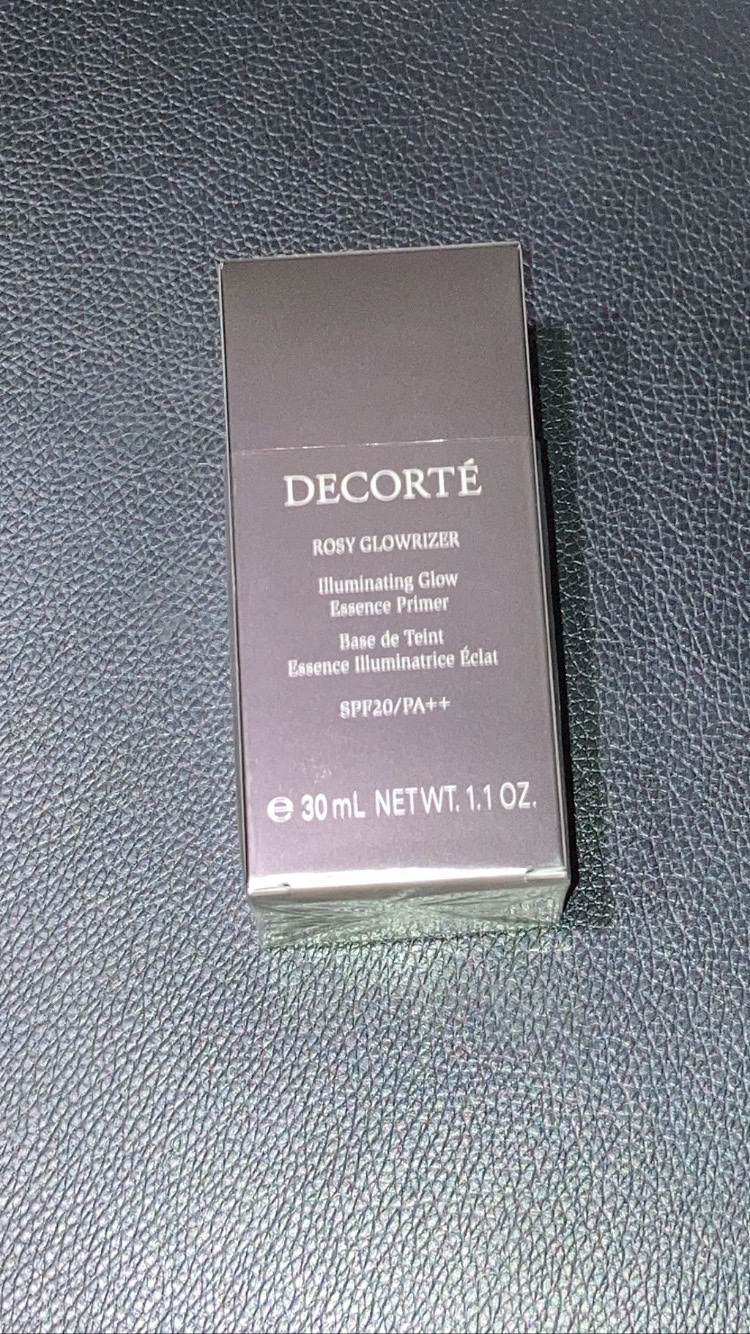 DECORTÉ
ROSY GLOWRIZER
Illuminating Glow
Essence Primer
Base de Teint
Essence Illuminatrice Éclat
SPF20/PA++
℮ 30 mL NET WT. 1.1 OZ.